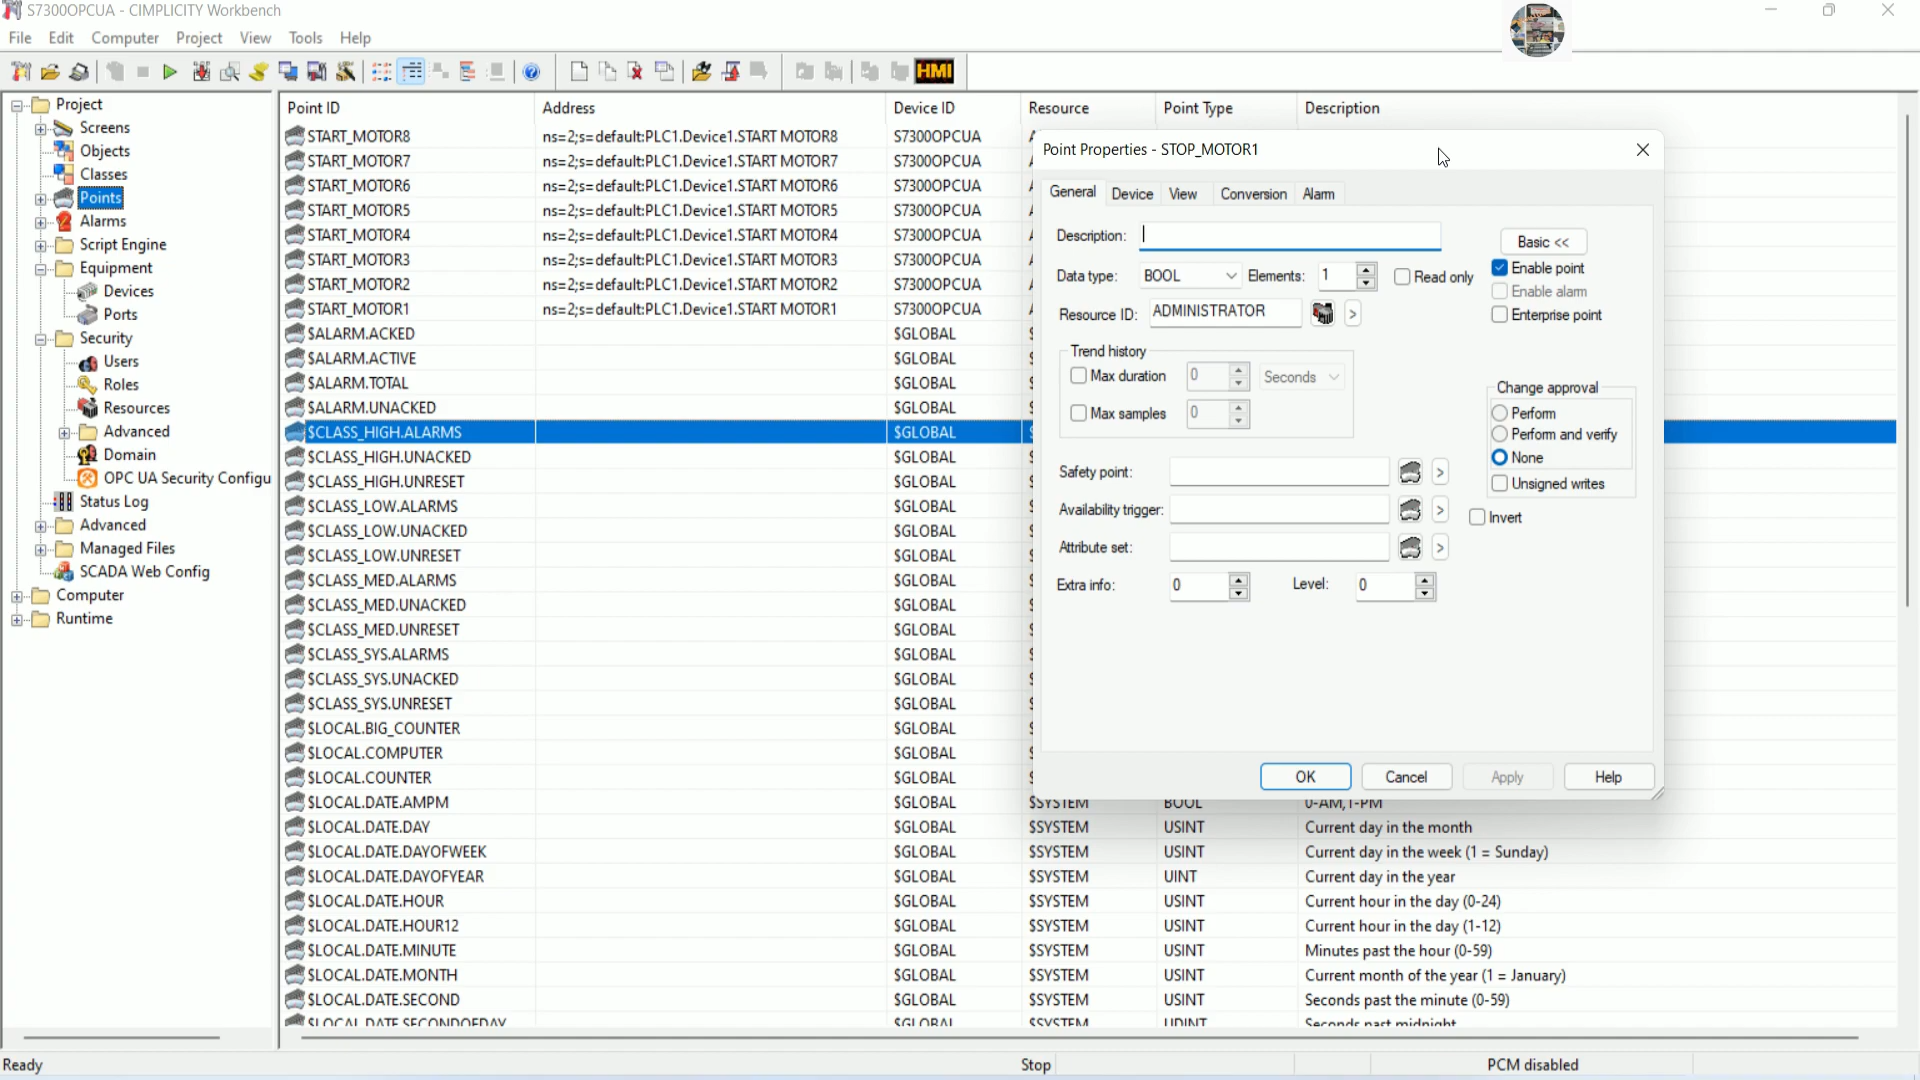 S7300OPCUA - CIMPLICITY Workbench
File Edit Computer Project View Tools Help
HMI
Project
Screens
Objects
Classes
Points
Alarms
Script Engine
Equipment
Devices
Ports
Security
Users
Roles
Resources
Advanced
Domain
OPC UA Security Configu
Status Log
Advanced
Managed Files
SCADA Web Config
Computer
Runtime
Point ID Address Device ID Resource Point Type Description
START_MOTOR8 ns=2;s=default:PLC1.Device1.START MOTOR8 S7300OPCUA
START_MOTOR7 ns=2;s=default:PLC1.Device1.START MOTOR7 S7300OPCUA
START_MOTOR6 ns=2;s=default:PLC1.Device1.START MOTOR6 S7300OPCUA
START_MOTOR5 ns=2;s=default:PLC1.Device1.START MOTOR5 S7300OPCUA
START_MOTOR4 ns=2;s=default:PLC1.Device1.START MOTOR4 S7300OPCUA
START_MOTOR3 ns=2;s=default:PLC1.Device1.START MOTOR3 S7300OPCUA
START_MOTOR2 ns=2;s=default:PLC1.Device1.START MOTOR2 S7300OPCUA
START_MOTOR1 ns=2;s=default:PLC1.Device1.START MOTOR1 S7300OPCUA
$ALARM.ACKED $GLOBAL
$ALARM.ACTIVE $GLOBAL
$ALARM.TOTAL $GLOBAL
$ALARM.UNACKED $GLOBAL
$CLASS_HIGH.ALARMS $GLOBAL
$CLASS_HIGH.UNACKED $GLOBAL
$CLASS_HIGH.UNRESET $GLOBAL
$CLASS_LOW.ALARMS $GLOBAL
$CLASS_LOW.UNACKED $GLOBAL
$CLASS_LOW.UNRESET $GLOBAL
$CLASS_MED.ALARMS $GLOBAL
$CLASS_MED.UNACKED $GLOBAL
$CLASS_MED.UNRESET $GLOBAL
$CLASS_SYS.ALARMS $GLOBAL
$CLASS_SYS.UNACKED $GLOBAL
$CLASS_SYS.UNRESET $GLOBAL
$LOCAL.BIG_COUNTER $GLOBAL
$LOCAL.COMPUTER $GLOBAL
$LOCAL.COUNTER $GLOBAL
$LOCAL.DATE.AMPM $GLOBAL $SYSTEM BOOL 0-AM, 1-PM
$LOCAL.DATE.DAY $GLOBAL $SYSTEM USINT Current day in the month
$LOCAL.DATE.DAYOFWEEK $GLOBAL $SYSTEM USINT Current day in the week (1 = Sunday)
$LOCAL.DATE.DAYOFYEAR $GLOBAL $SYSTEM UINT Current day in the year
$LOCAL.DATE.HOUR $GLOBAL $SYSTEM USINT Current hour in the day (0-24)
$LOCAL.DATE.HOUR12 $GLOBAL $SYSTEM USINT Current hour in the day (1-12)
$LOCAL.DATE.MINUTE $GLOBAL $SYSTEM USINT Minutes past the hour (0-59)
$LOCAL.DATE.MONTH $GLOBAL $SYSTEM USINT Current month of the year (1 = January)
$LOCAL.DATE.SECOND $GLOBAL $SYSTEM USINT Seconds past the minute (0-59)
$LOCAL.DATE.SECONDOFDAY $GLOBAL $SYSTEM UDINT Seconds past midnight
Point Properties - STOP_MOTOR1
General Device View Conversion Alarm
Description: Basic <<
Data type: BOOL Elements: 1 Read only Enable point
Enable alarm
Resource ID: ADMINISTRATOR > Enterprise point
Trend history
Max duration 0 Seconds
Max samples 0
Change approval
Perform
Perform and verify
None
Unsigned writes
Safety point: >
Availability trigger: > Invert
Attribute set: >
Extra info: 0 Level: 0
OK Cancel Apply Help
Ready Stop PCM disabled